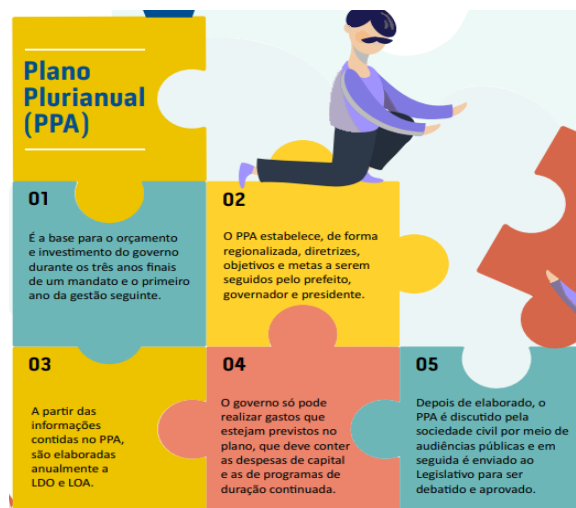 Plano
Plurianual
(PPA)
01
É a base para o orçamento
e investimento do governo
durante os três anos finais
de um mandato e o primeiro
ano da gestão seguinte.
02
O PPA estabelece, de forma
regionalizada, diretrizes,
objetivos e metas a serem
seguidos pelo prefeito,
governador e presidente.
03
A partir das
informações
contidas no PPA,
são elaboradas
anualmente a
LDO e LOA.
04
O governo só pode
realizar gastos que
estejam previstos no
plano, que deve conter
as despesas de capital
e as de programas de
duração continuada.
05
Depois de elaborado, o
PPA é discutido pela
sociedade civil por meio de
audiências públicas e em
seguida é enviado ao
Legislativo para ser
debatido e aprovado.